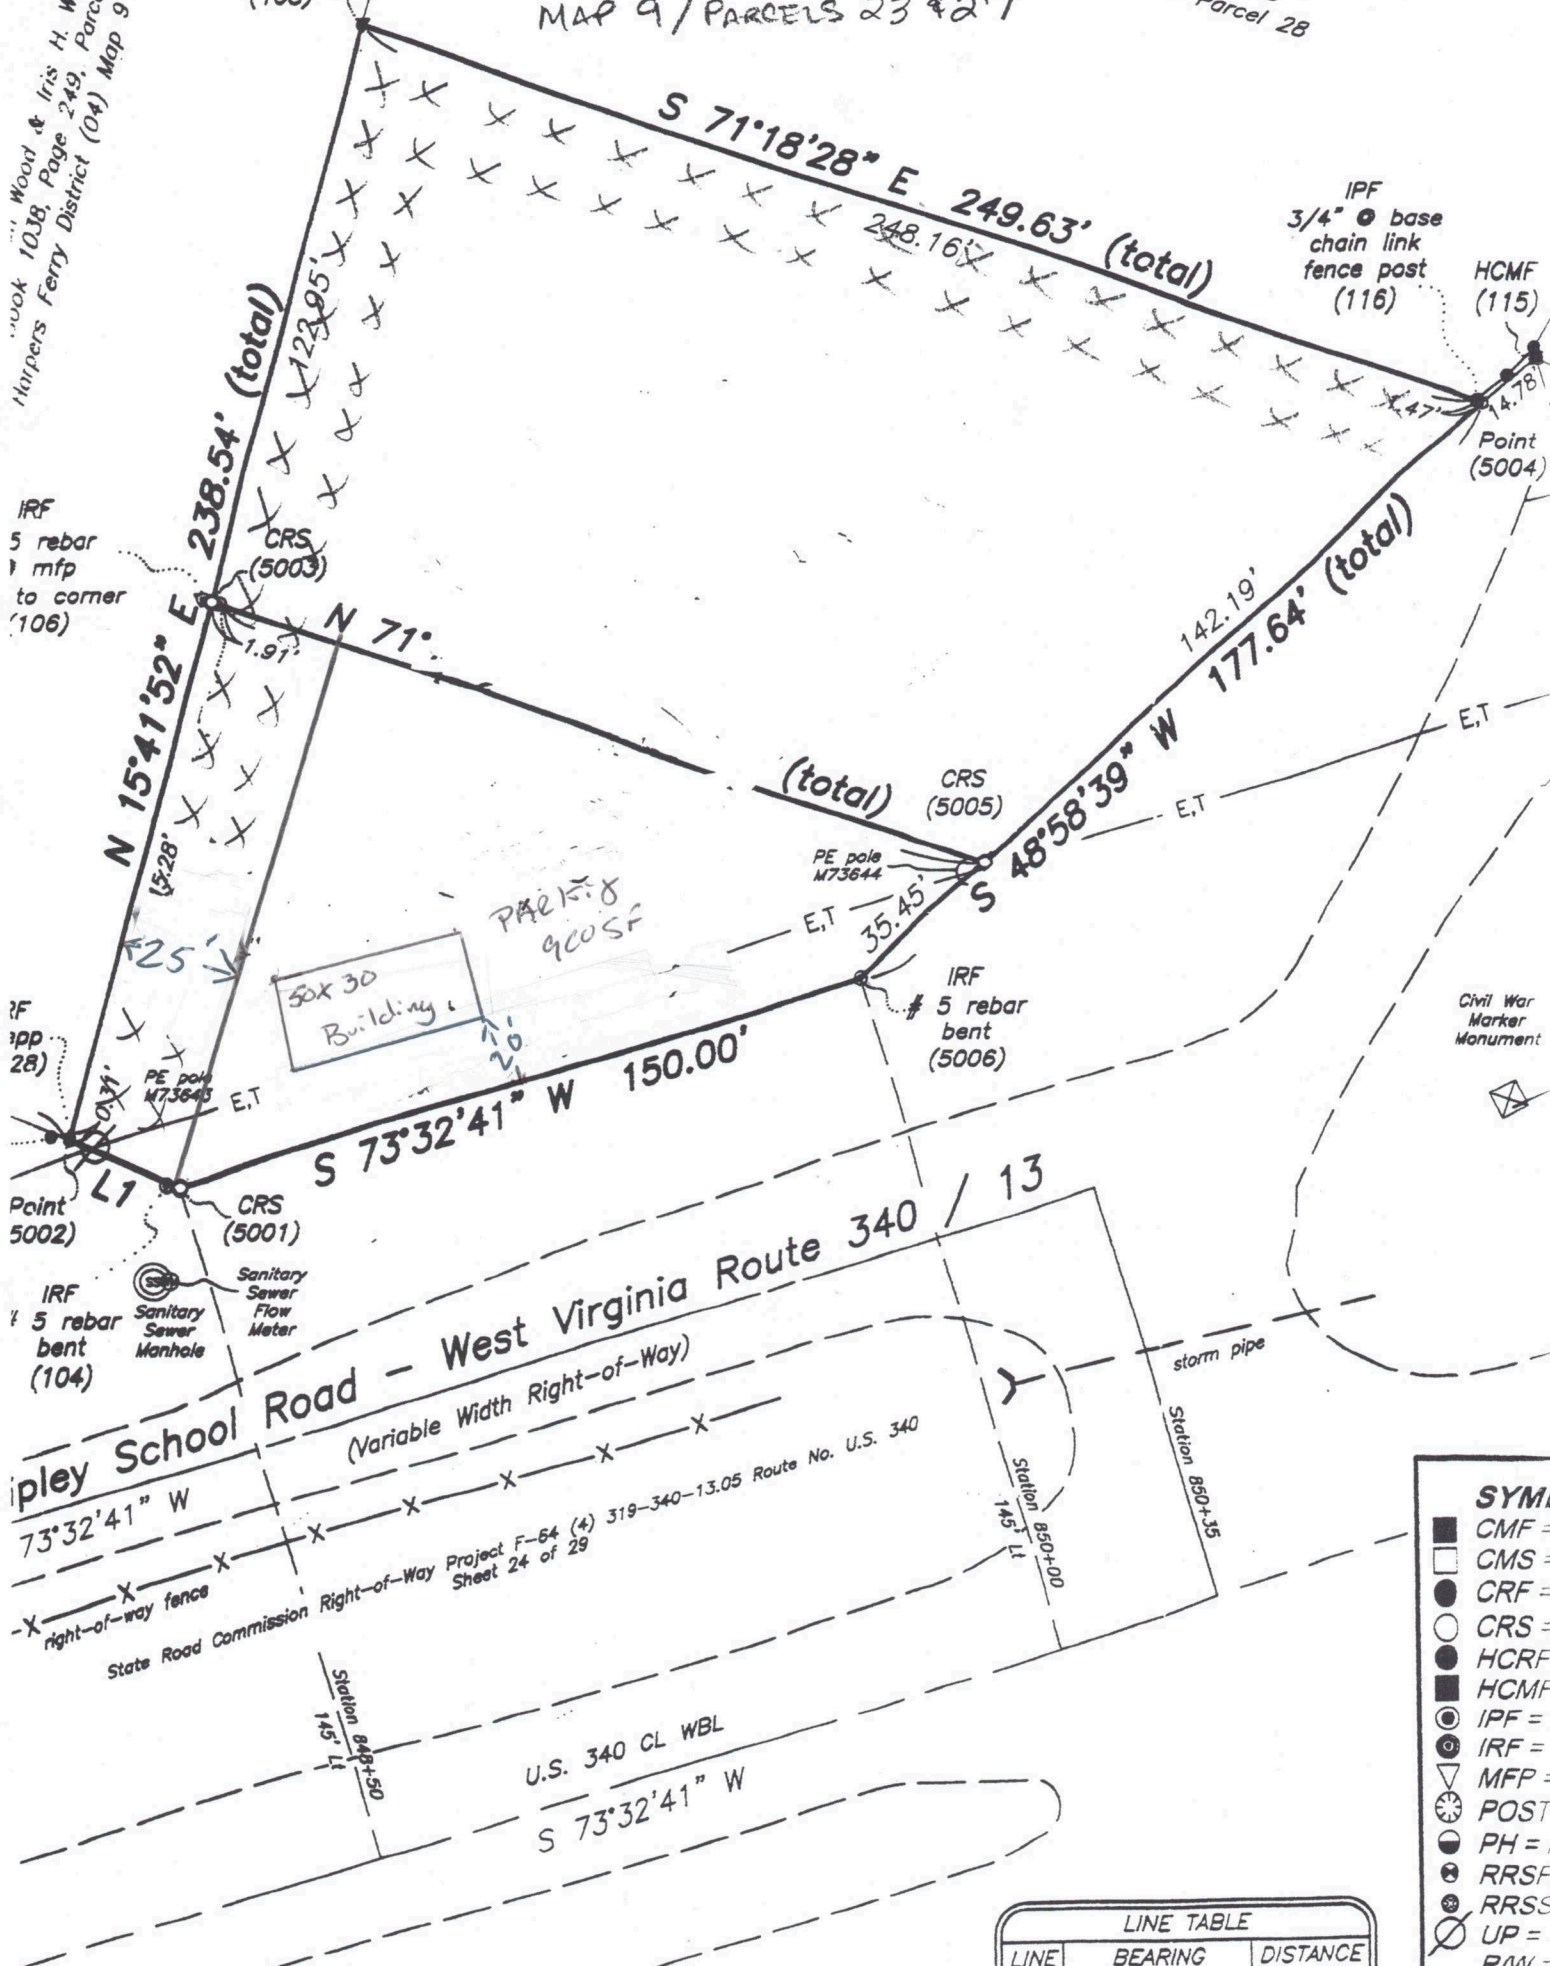 MAP 9 / PARCELS 23 & 24
Parcel 28
Wood & Iris H.
1038, Page 249,
Harpers Ferry District (04) Map 9
S 71°18'28" E 249.63' (total)
248.16'
IPF
3/4" base
chain link
fence post
(116)
HCMF
(115)
14.78'
Point
(5004)
N 15°41'52" E 238.54' (total)
122.95'
IRF
5 rebar
mfp
to corner
(106)
CRS
(5003)
1.91'
N 71°
(total)
142.19'
S 48°58'39" W 177.64' (total)
E,T
E,T
CRS
(5005)
PE pole
M73644
E,T
35.45'
25'
50x30
Building
PARKING
900SF
20'
IRF
# 5 rebar
bent
(5006)
Civil War
Marker
Monument
28)
PE pole
M73643
E,T
0.31'
S 73°32'41" W 150.00'
L1
Point
5002)
CRS
(5001)
IRF
5 rebar
bent
(104)
SS
Sanitary
Sewer
Manhole
Sanitary
Sewer
Flow
Meter
ipley School Road - West Virginia Route 340 / 13
(Variable Width Right-of-Way)
73°32'41" W
storm pipe
X X X X X X X X
right-of-way fence
State Road Commission Right-of-Way Project F-64 (4) 319-340-13.05 Route No. U.S. 340
Sheet 24 of 29
Station 850+00
145' Lt
Station 850+35
Station 848+50
145' Lt
U.S. 340 CL WBL
S 73°32'41" W
LINE TABLE
LINE BEARING DISTANCE
SYM
CMF =
CMS =
CRF =
CRS =
HCRF
HCMF
IPF =
IRF =
MFP =
POST
PH =
RRSF
RRSS
UP =
R/W